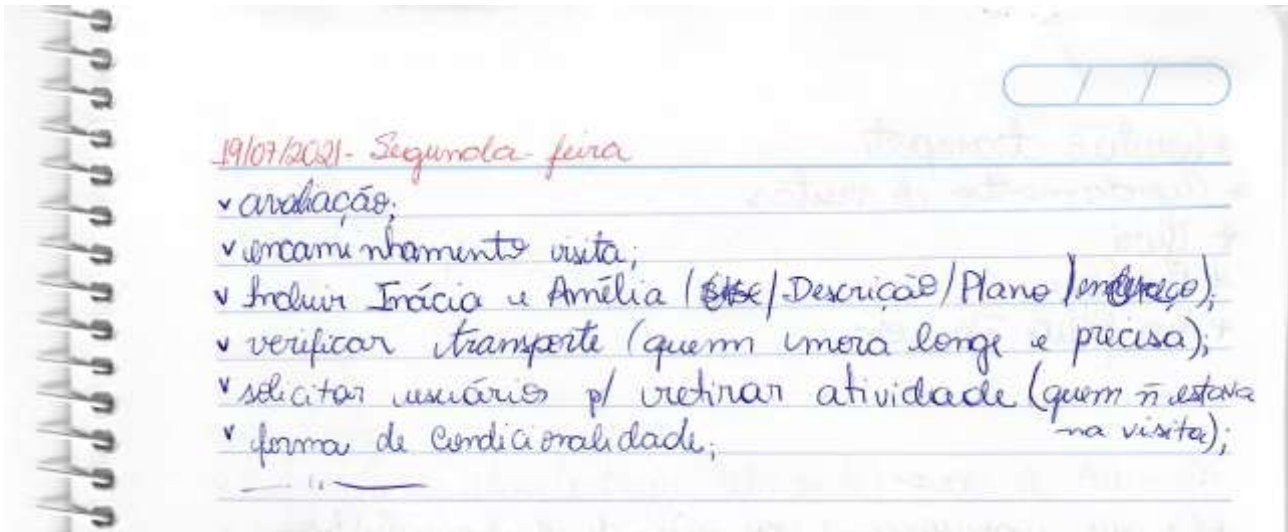 19/07/2021- Segunda-feira
v avaliação;
v encaminhamento visita;
v Incluir Inácia e Amélia ( /Descrição/Plano/endereço);
v verificar transporte (quem mora longe e precisa);
v solicitar usuários p/ retirar atividade (quem ñ estava
na visita);
v forma de condicionalidade;